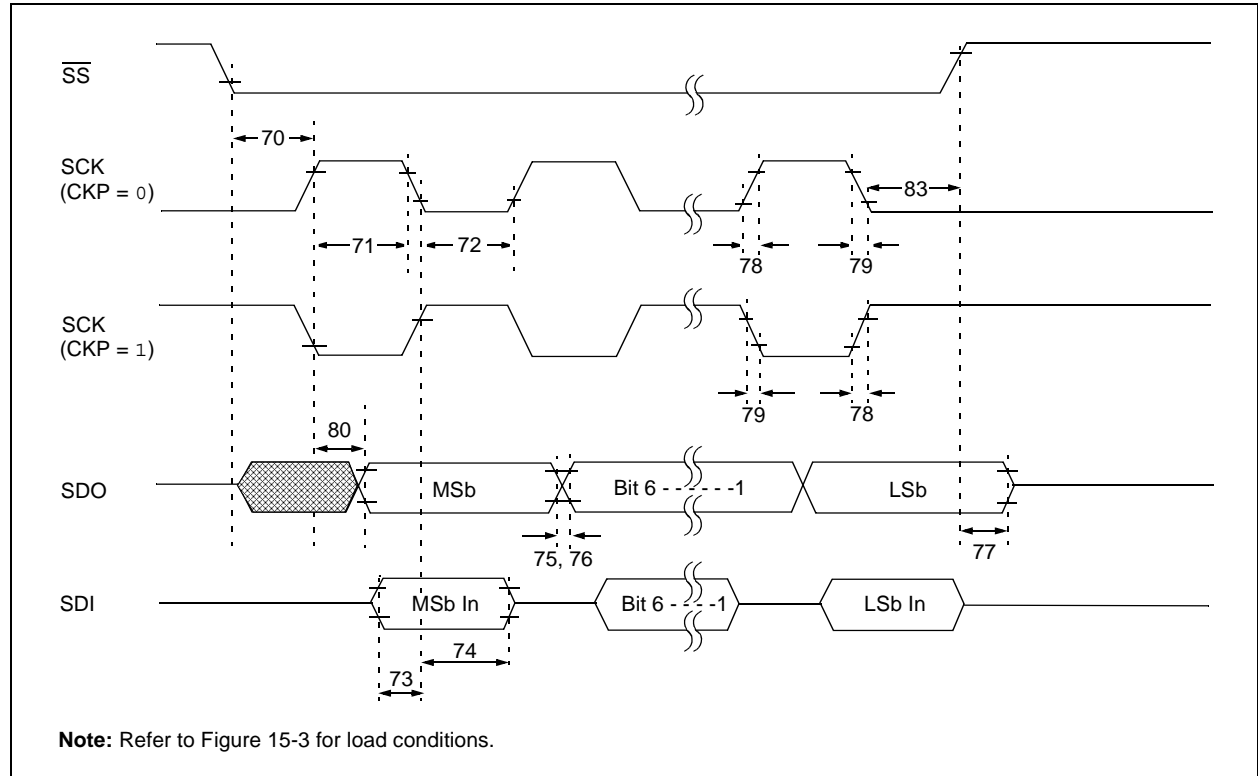 SS
70
SCK
(CKP = 0)
83
71
72
78
79
SCK
(CKP = 1)
79
78
80
SDO
MSb
Bit 6 - - - - - -1
LSb
75, 76
77
SDI
MSb In
Bit 6 - - - -1
LSb In
74
73
Note: Refer to Figure 15-3 for load conditions.